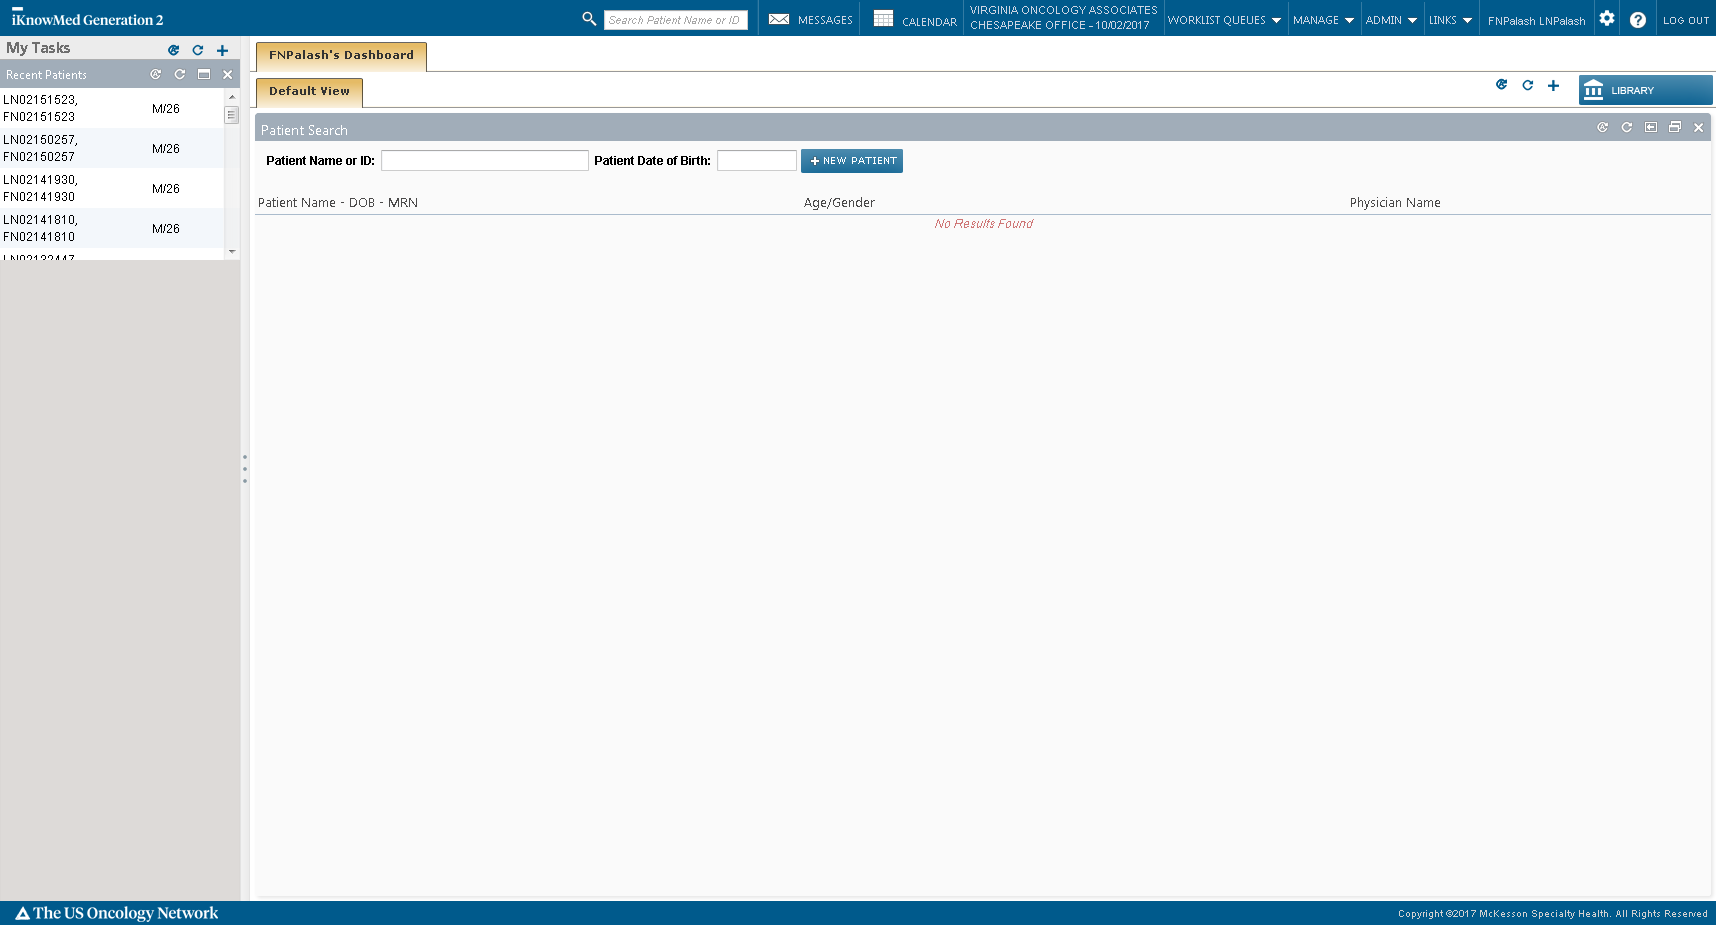 iKnowMed Generation 2
Search Patient Name or ID
MESSAGES
CALENDAR
VIRGINIA ONCOLOGY ASSOCIATES
CHESAPEAKE OFFICE - 10/02/2017
WORKLIST QUEUES
MANAGE
ADMIN
LINKS
FNPalash LNPalash
LOG OUT
My Tasks
Recent Patients
LN02151523,
FN02151523
M/26
LN02150257,
FN02150257
M/26
LN02141930,
FN02141930
M/26
LN02141810,
FN02141810
M/26
LN02132447,
FNPalash's Dashboard
Default View
LIBRARY
Patient Search
Patient Name or ID:
Patient Date of Birth:
+ NEW PATIENT
Patient Name - DOB - MRN
Age/Gender
Physician Name
No Results Found
The US Oncology Network
Copyright ©2017 McKesson Specialty Health. All Rights Reserved